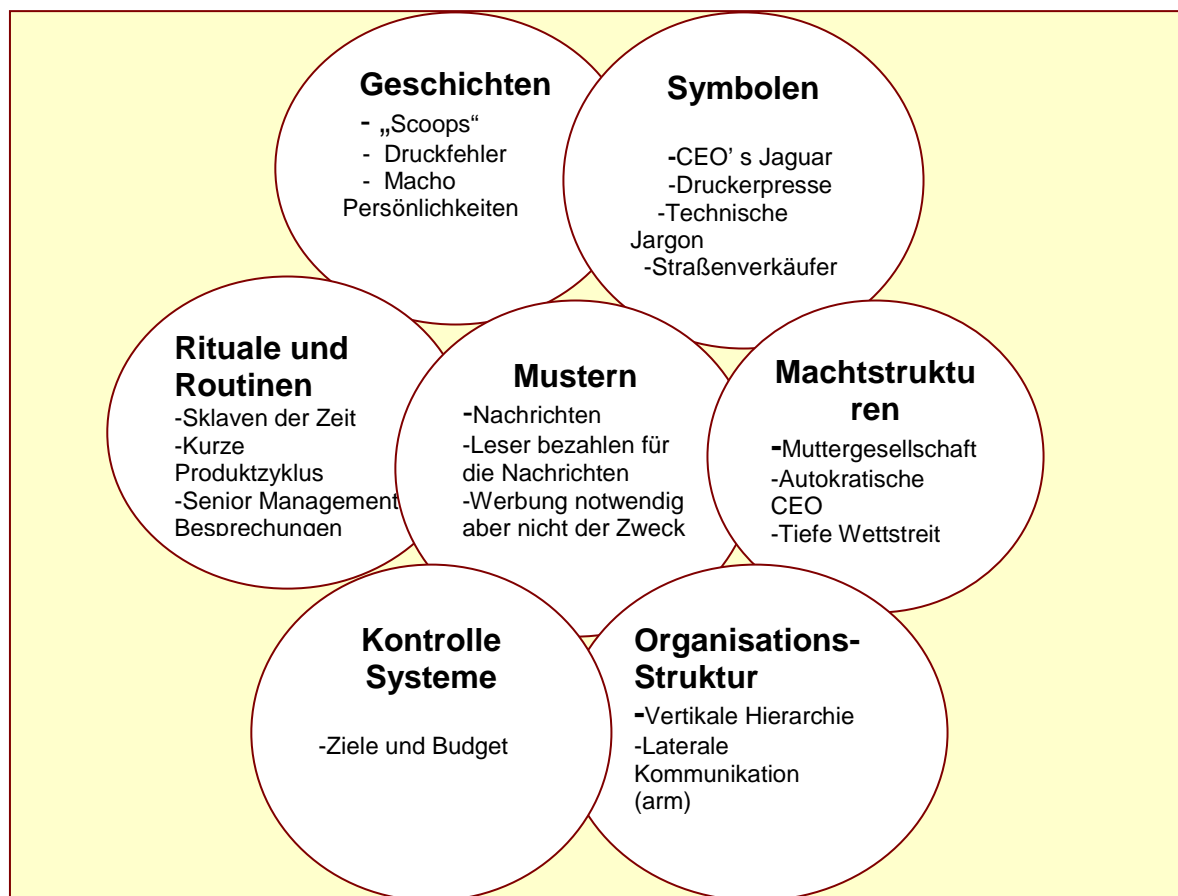 Geschichten
- „Scoops“
- Druckfehler
- Macho
Persönlichkeiten
Symbolen
-CEO’ s Jaguar
-Druckerpresse
-Technische
Jargon
-Straßenverkäufer
Rituale und
Routinen
-Sklaven der Zeit
-Kurze
Produktzyklus
-Senior Management
Besprechungen
Mustern
-Nachrichten
-Leser bezahlen für
die Nachrichten
-Werbung notwendig
aber nicht der Zweck
Machtstruktu
ren
-Muttergesellschaft
-Autokratische
CEO
-Tiefe Wettstreit
Kontrolle
Systeme
-Ziele und Budget
Organisations-
Struktur
-Vertikale Hierarchie
-Laterale
Kommunikation
(arm)